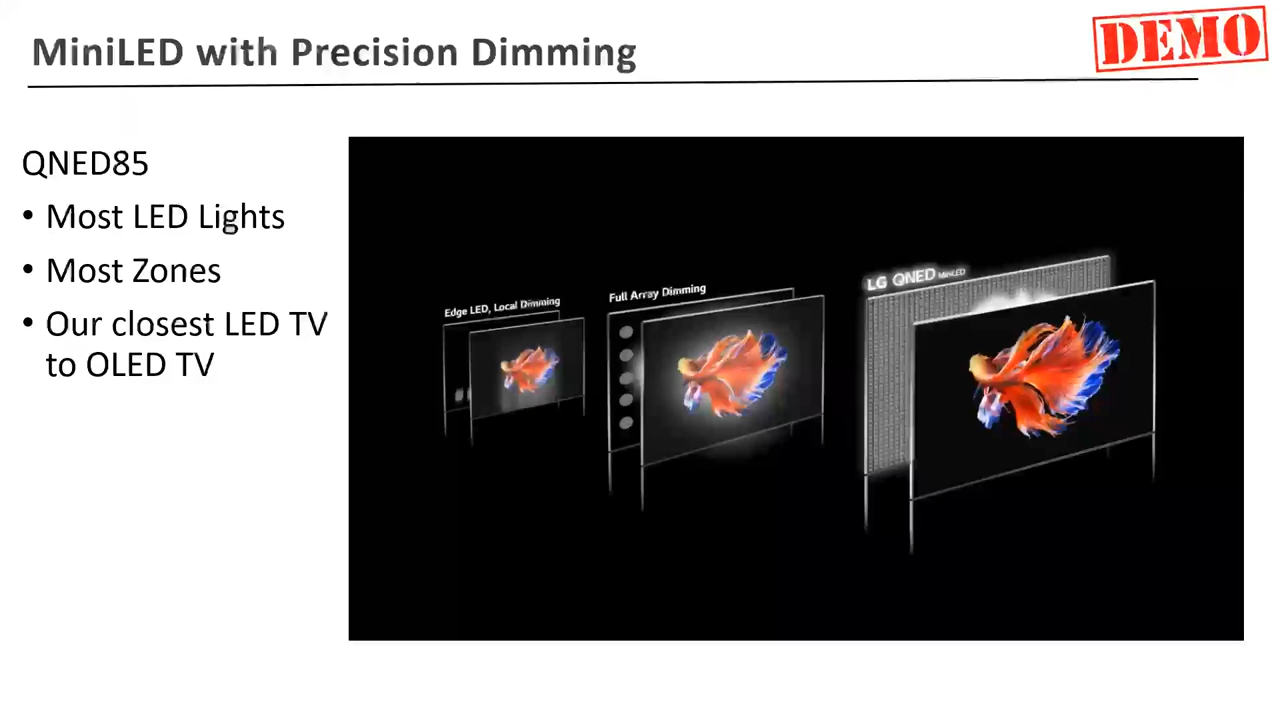 MiniLED with Precision Dimming
DEMO
QNED85
• Most LED Lights
• Most Zones
• Our closest LED TV
to OLED TV
Edge LED, Local Dimming
Full Array Dimming
LG QNED MiniLED